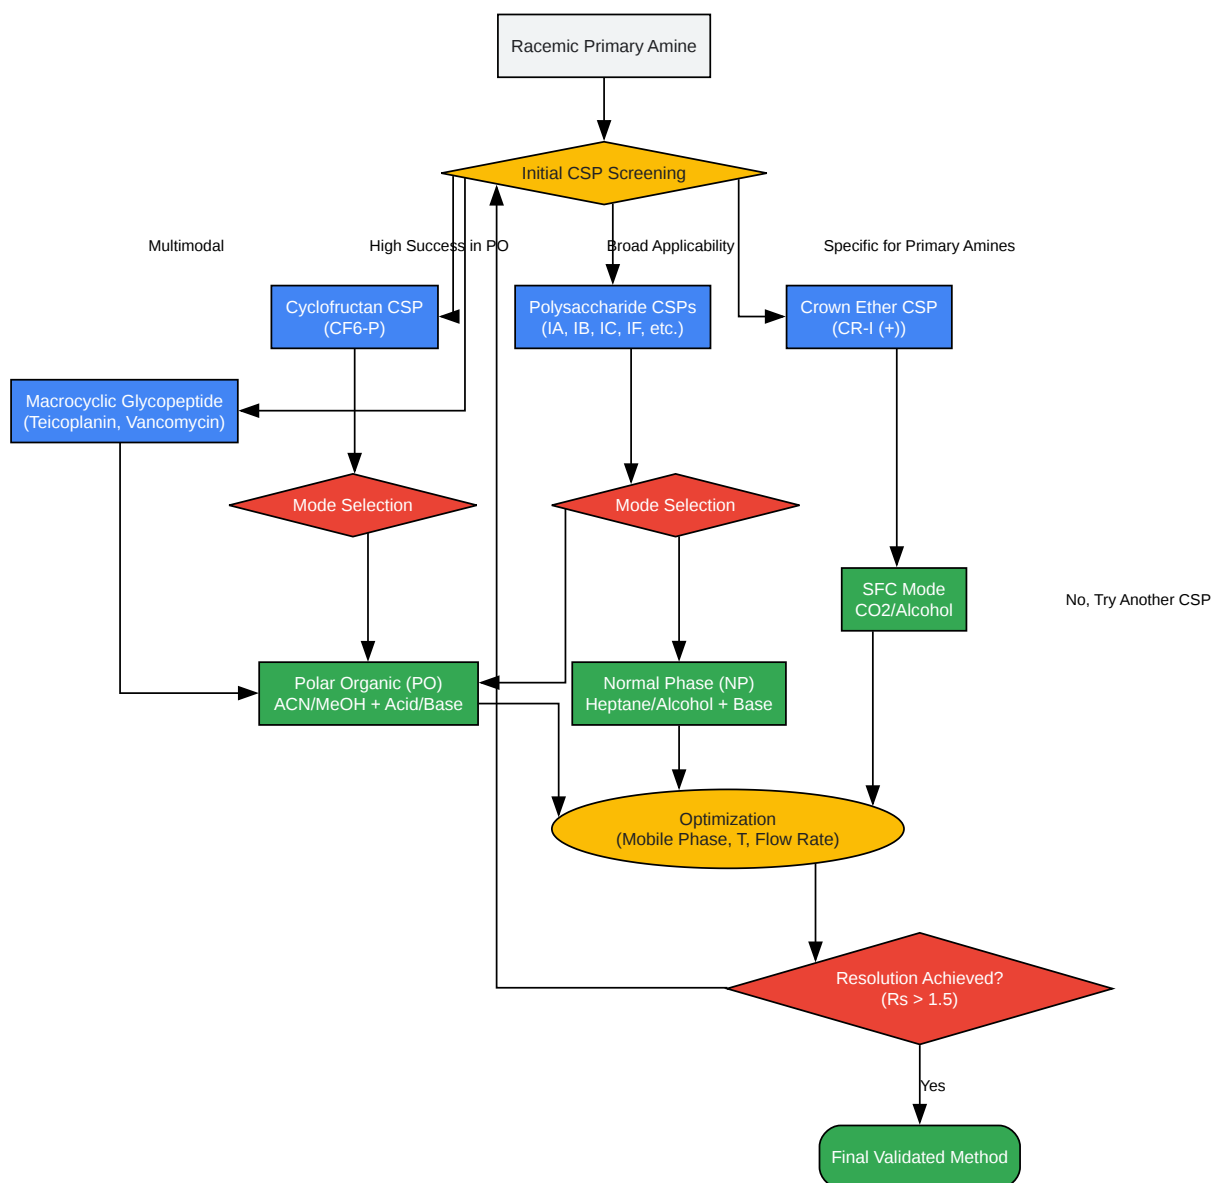 Racemic Primary Amine
Initial CSP Screening
Multimodal
High Success in PO
Broad Applicability
Specific for Primary Amines
Cyclofructan CSP
(CF6-P)
Polysaccharide CSPs
(IA, IB, IC, IF, etc.)
Crown Ether CSP
(CR-I (+))
Macrocyclic Glycopeptide
(Teicoplanin, Vancomycin)
Mode Selection
Mode Selection
SFC Mode
CO2/Alcohol
No, Try Another CSP
Polar Organic (PO)
ACN/MeOH + Acid/Base
Normal Phase (NP)
Heptane/Alcohol + Base
Optimization
(Mobile Phase, T, Flow Rate)
Resolution Achieved?
(Rs > 1.5)
Yes
Final Validated Method